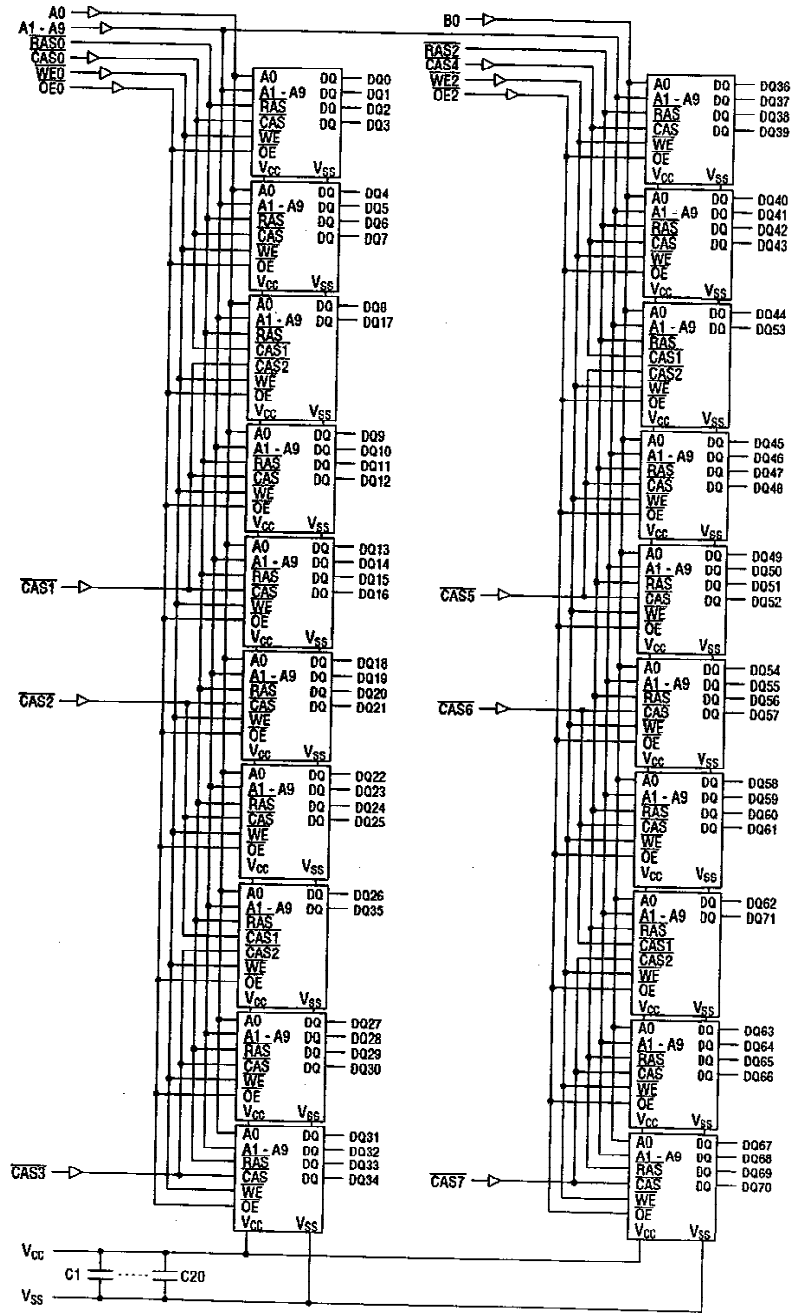 A0
A1 - A9
RAS0
CAS0
WE0
OE0
A0 DQ DQ0
A1 - A9 DQ DQ1
RAS DQ DQ2
CAS DQ DQ3
WE
OE
VCC VSS
A0 DQ DQ4
A1 - A9 DQ DQ5
RAS DQ DQ6
CAS DQ DQ7
WE
OE
VCC VSS
A0 DQ DQ8
A1 - A9 DQ DQ17
RAS
CAS1
CAS2
WE
OE
VCC VSS
A0 DQ DQ9
A1 - A9 DQ DQ10
RAS DQ DQ11
CAS DQ DQ12
WE
OE
VCC VSS
CAS1
A0 DQ DQ13
A1 - A9 DQ DQ14
RAS DQ DQ15
CAS DQ DQ16
WE
OE
VCC VSS
CAS2
A0 DQ DQ18
A1 - A9 DQ DQ19
RAS DQ DQ20
CAS DQ DQ21
WE
OE
VCC VSS
A0 DQ DQ22
A1 - A9 DQ DQ23
RAS DQ DQ24
CAS DQ DQ25
WE
OE
VCC VSS
A0 DQ DQ26
A1 - A9 DQ DQ35
RAS
CAS1
CAS2
WE
OE
VCC VSS
A0 DQ DQ27
A1 - A9 DQ DQ28
RAS DQ DQ29
CAS DQ DQ30
WE
OE
VCC VSS
CAS3
A0 DQ DQ31
A1 - A9 DQ DQ32
RAS DQ DQ33
CAS DQ DQ34
WE
OE
VCC VSS
B0
RAS2
CAS4
WE2
OE2
A0 DQ DQ36
A1 - A9 DQ DQ37
RAS DQ DQ38
CAS DQ DQ39
WE
OE
VCC VSS
A0 DQ DQ40
A1 - A9 DQ DQ41
RAS DQ DQ42
CAS DQ DQ43
WE
OE
VCC VSS
A0 DQ DQ44
A1 - A9 DQ DQ53
RAS
CAS1
CAS2
WE
OE
VCC VSS
A0 DQ DQ45
A1 - A9 DQ DQ46
RAS DQ DQ47
CAS DQ DQ48
WE
OE
VCC VSS
CAS5
A0 DQ DQ49
A1 - A9 DQ DQ50
RAS DQ DQ51
CAS DQ DQ52
WE
OE
VCC VSS
CAS6
A0 DQ DQ54
A1 - A9 DQ DQ55
RAS DQ DQ56
CAS DQ DQ57
WE
OE
VCC VSS
A0 DQ DQ58
A1 - A9 DQ DQ59
RAS DQ DQ60
CAS DQ DQ61
WE
OE
VCC VSS
A0 DQ DQ62
A1 - A9 DQ DQ71
RAS
CAS1
CAS2
WE
OE
VCC VSS
A0 DQ DQ63
A1 - A9 DQ DQ64
RAS DQ DQ65
CAS DQ DQ66
WE
OE
VCC VSS
CAS7
A0 DQ DQ67
A1 - A9 DQ DQ68
RAS DQ DQ69
CAS DQ DQ70
WE
OE
VCC VSS
VCC
C1 C20
VSS